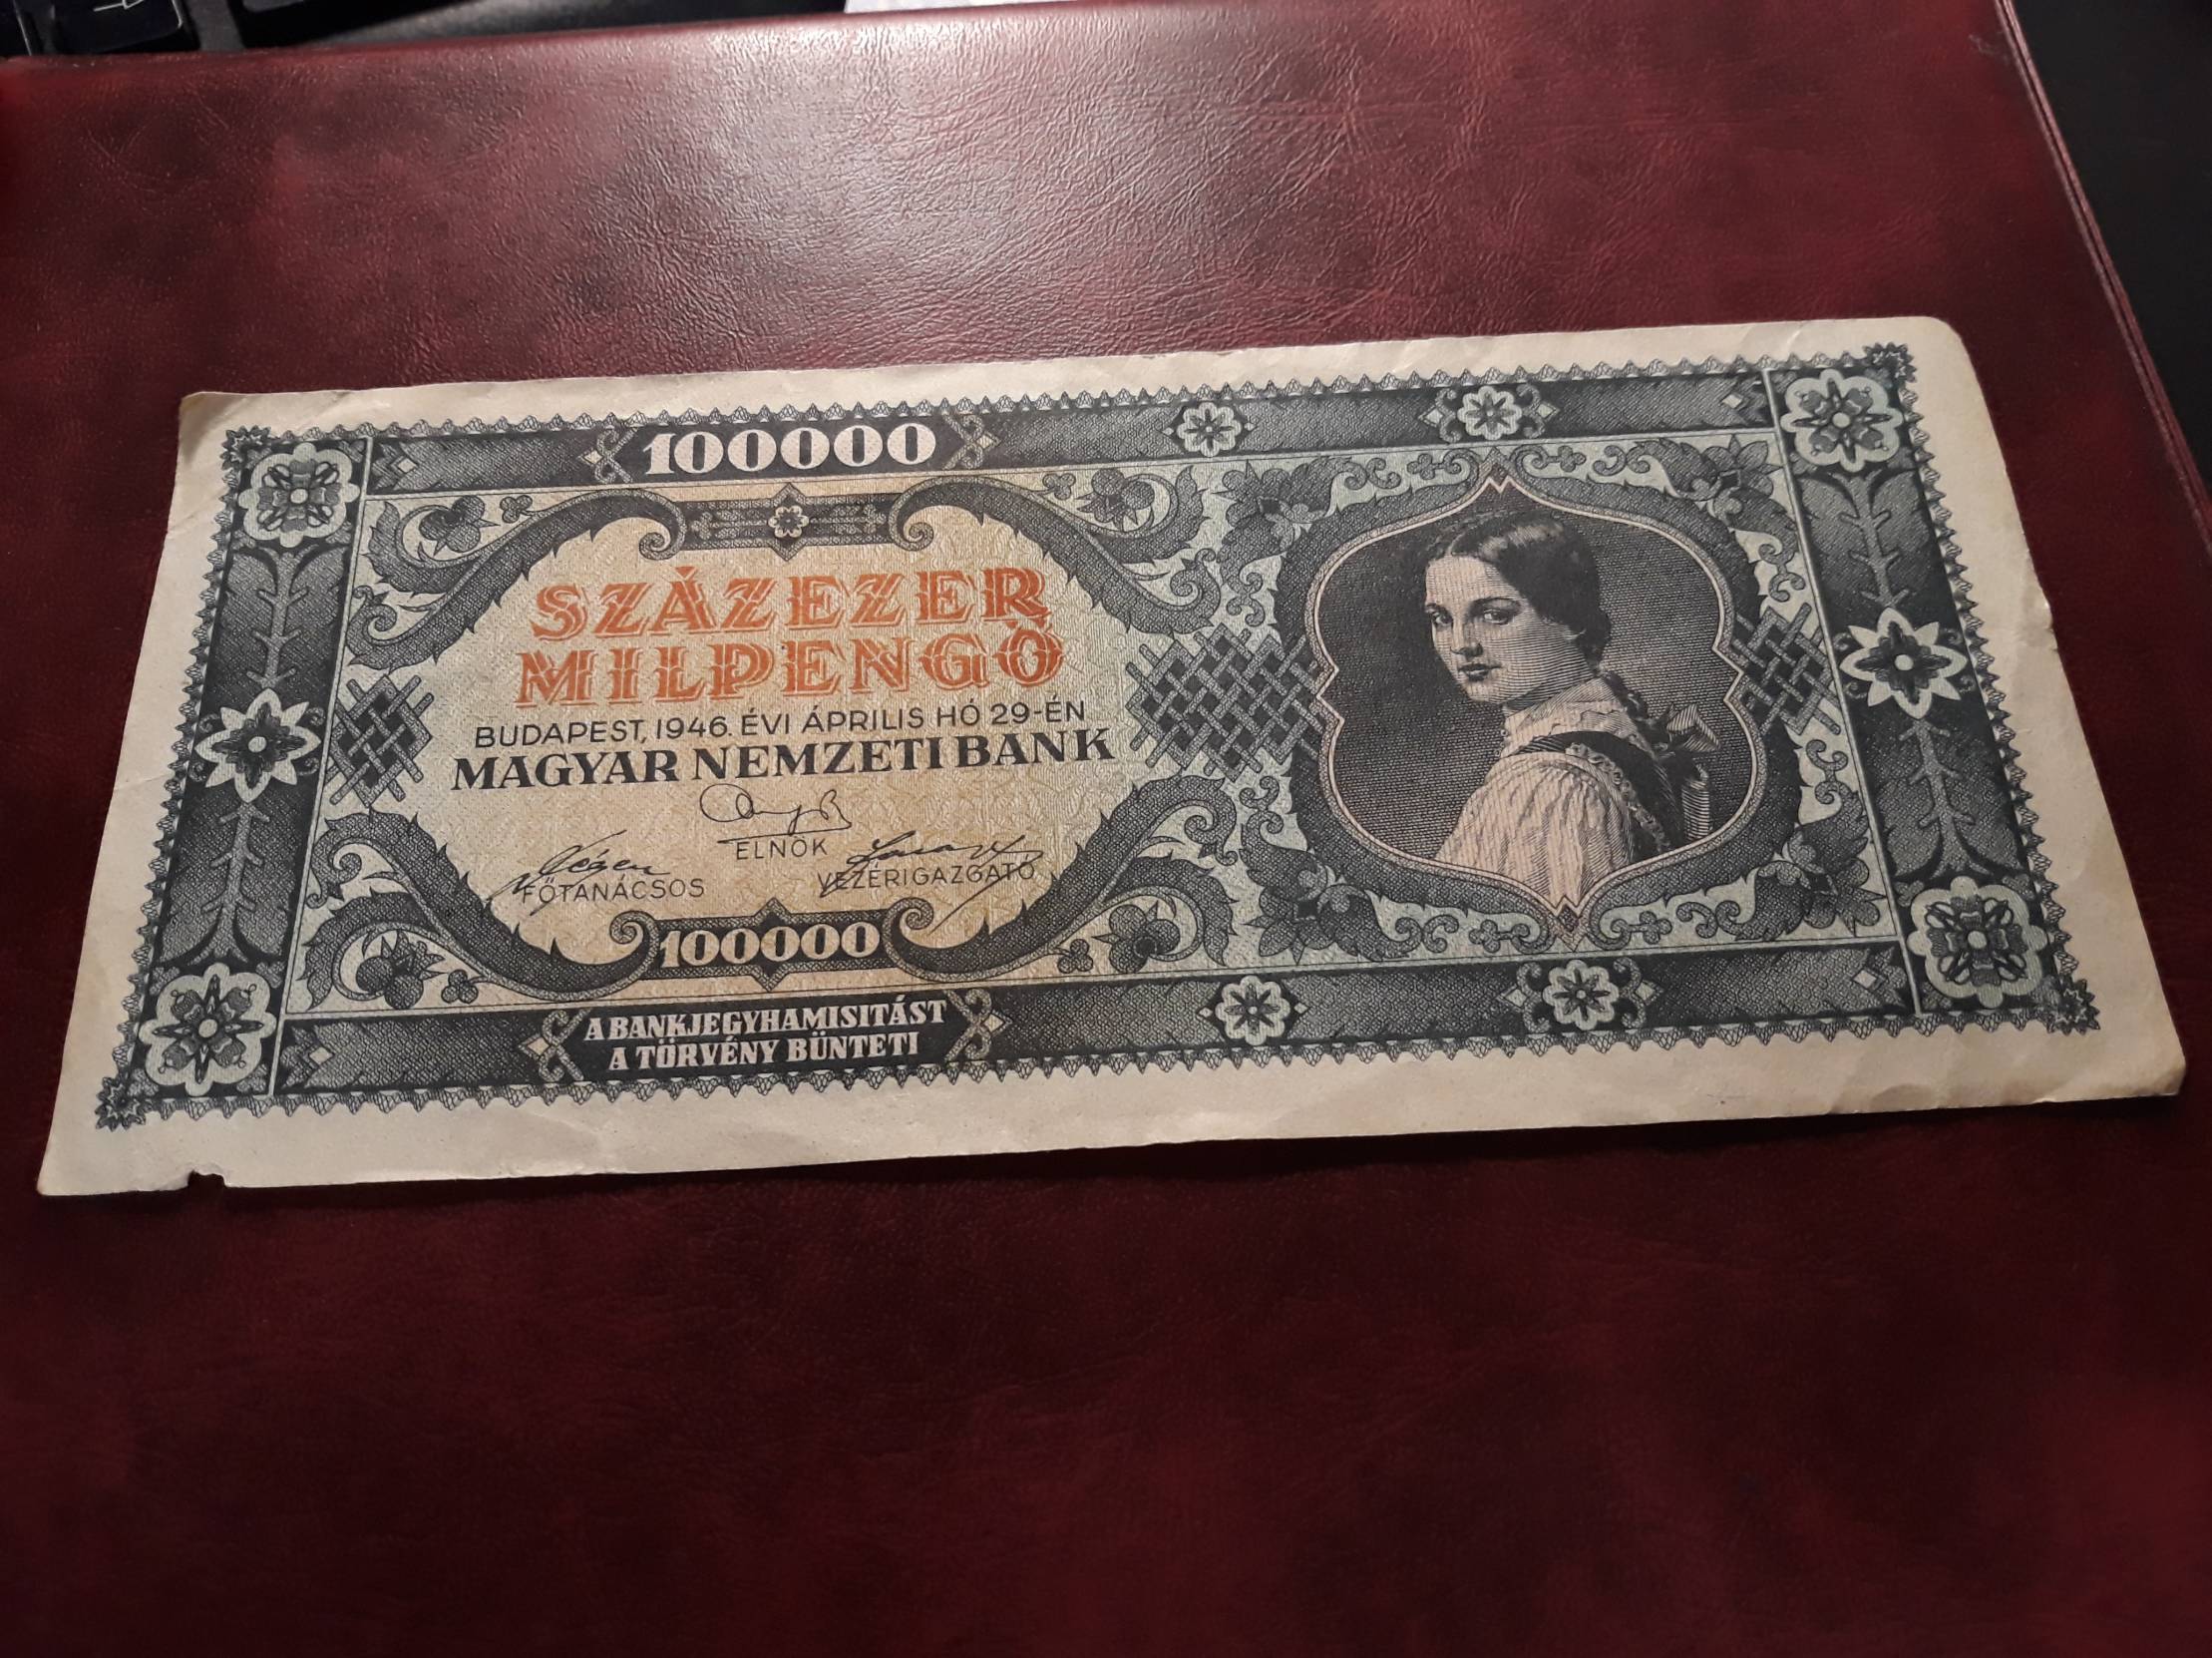 100000
SZÁZEZER
MILPENGŐ
BUDAPEST, 1946. ÉVI ÁPRILIS HÓ 29-ÉN
MAGYAR NEMZETI BANK
ELNÖK
FŐTANÁCSOS
VEZÉRIGAZGATÓ
100000
A BANKJEGYHAMISITÁST
A TÖRVÉNY BÜNTETI